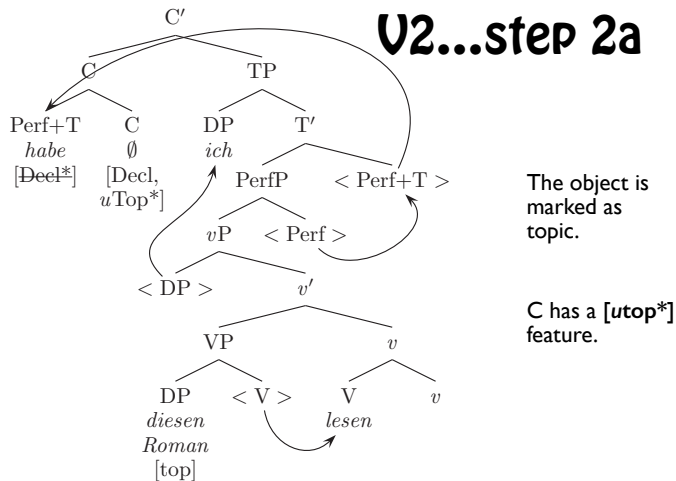 V2...step 2a
C′
C TP
Perf+T C DP T′
habe ∅ ich
[Decl*] [Decl, PerfP < Perf+T >
uTop*]
vP < Perf >
< DP > v′
VP v
DP < V > V v
diesen lesen
Roman
[top]
The object is
marked as
topic.
C has a [utop*]
feature.